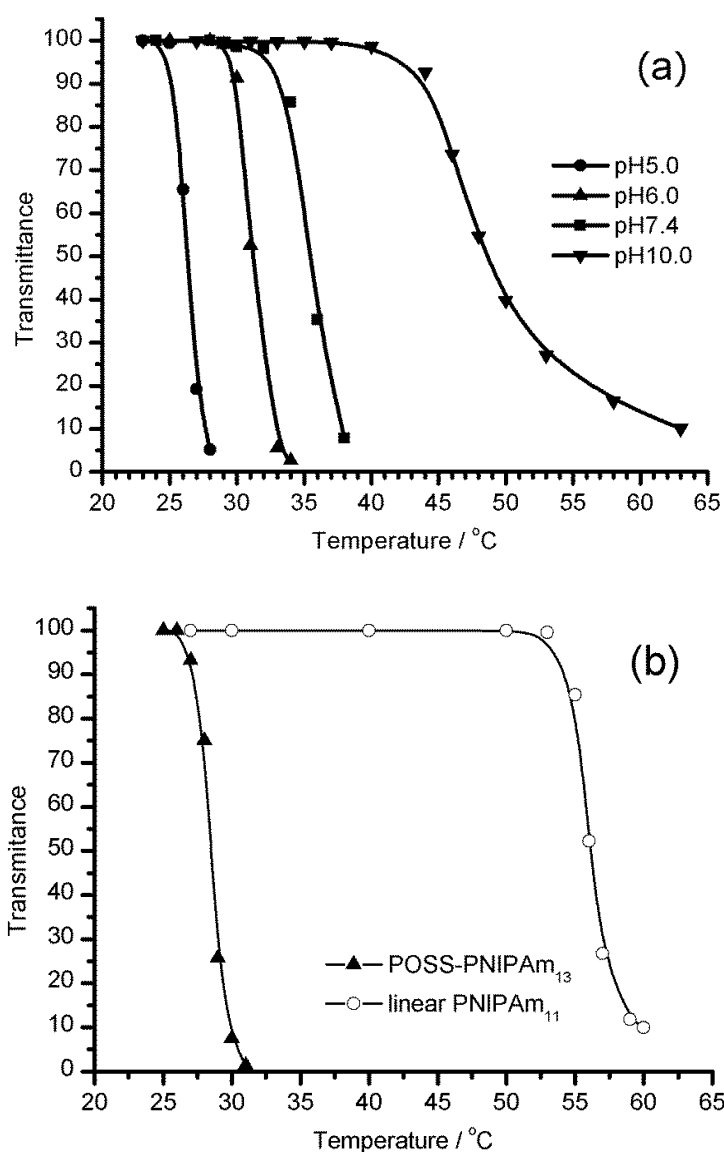 100
90
80
70
60
50
40
30
20
10
0
Transmittance
(a)
pH5.0
pH6.0
pH7.4
pH10.0
20 25 30 35 40 45 50 55 60 65
Temperature / °C
100
90
80
70
60
50
40
30
20
10
0
Transmitance
(b)
POSS-PNIPAm₁₃
linear PNIPAm₁₁
20 25 30 35 40 45 50 55 60 65
Temperature / °C